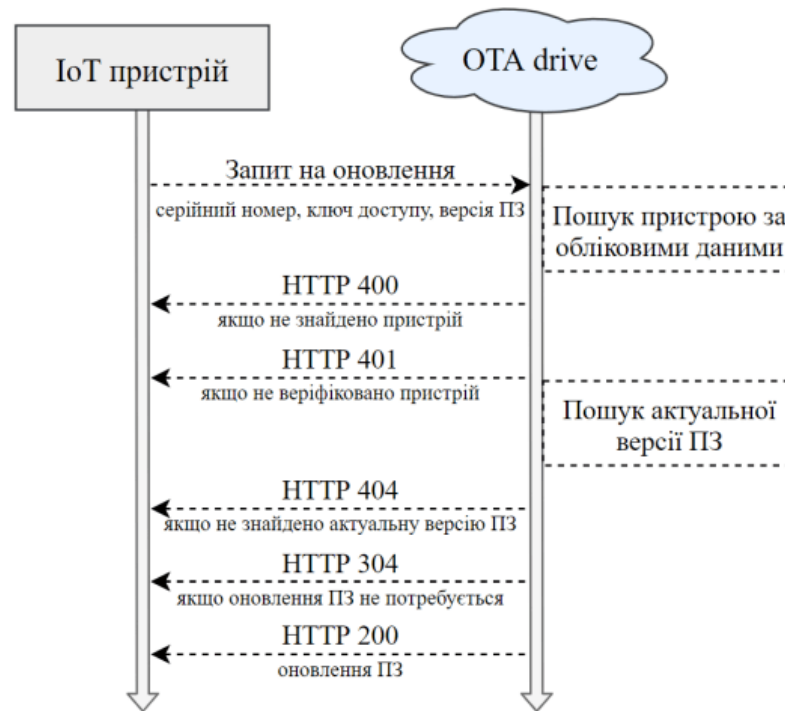 IoT пристрій
OTA drive
Запит на оновлення
серійний номер, ключ доступу, версія ПЗ
Пошук пристрою за
обліковими даними
HTTP 400
якщо не знайдено пристрій
HTTP 401
якщо не веріфіковано пристрій
Пошук актуальної
версії ПЗ
HTTP 404
якщо не знайдено актуальну версію ПЗ
HTTP 304
якщо оновлення ПЗ не потребується
HTTP 200
оновлення ПЗ